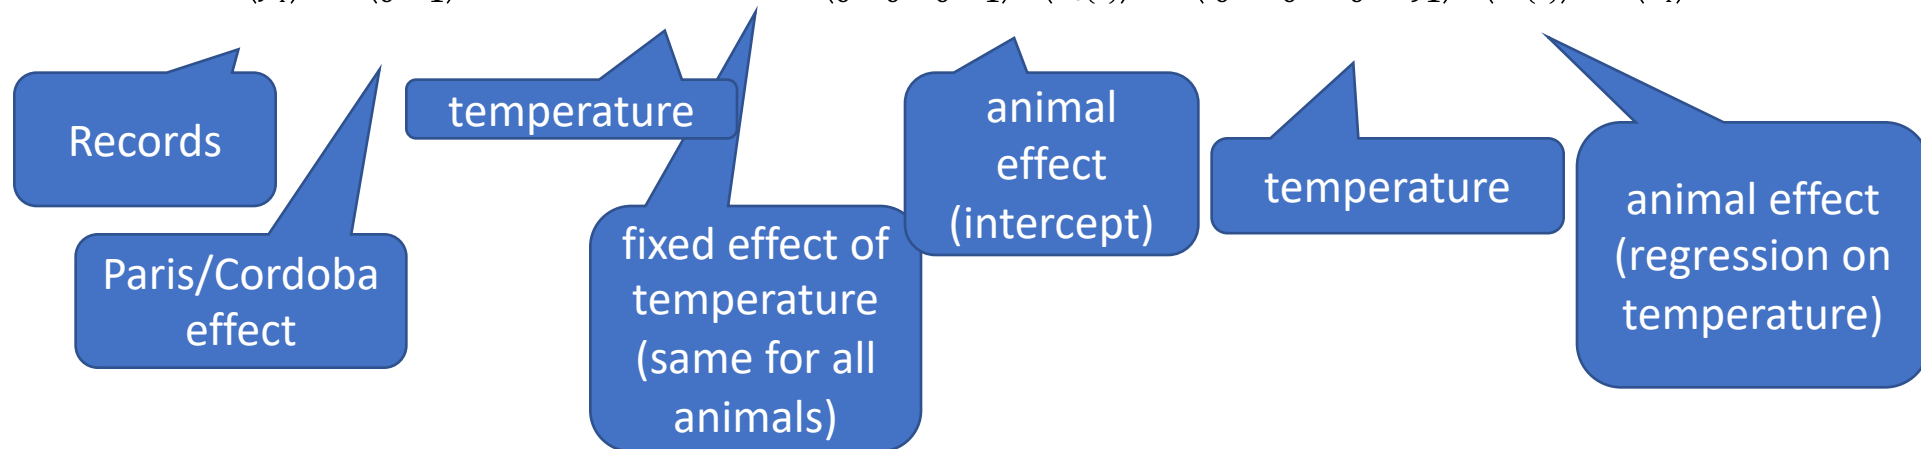 Records
Paris/Cordoba
effect
temperature
fixed effect of
temperature
(same for all
animals)
animal
effect
(intercept)
temperature
animal effect
(regression on
temperature)